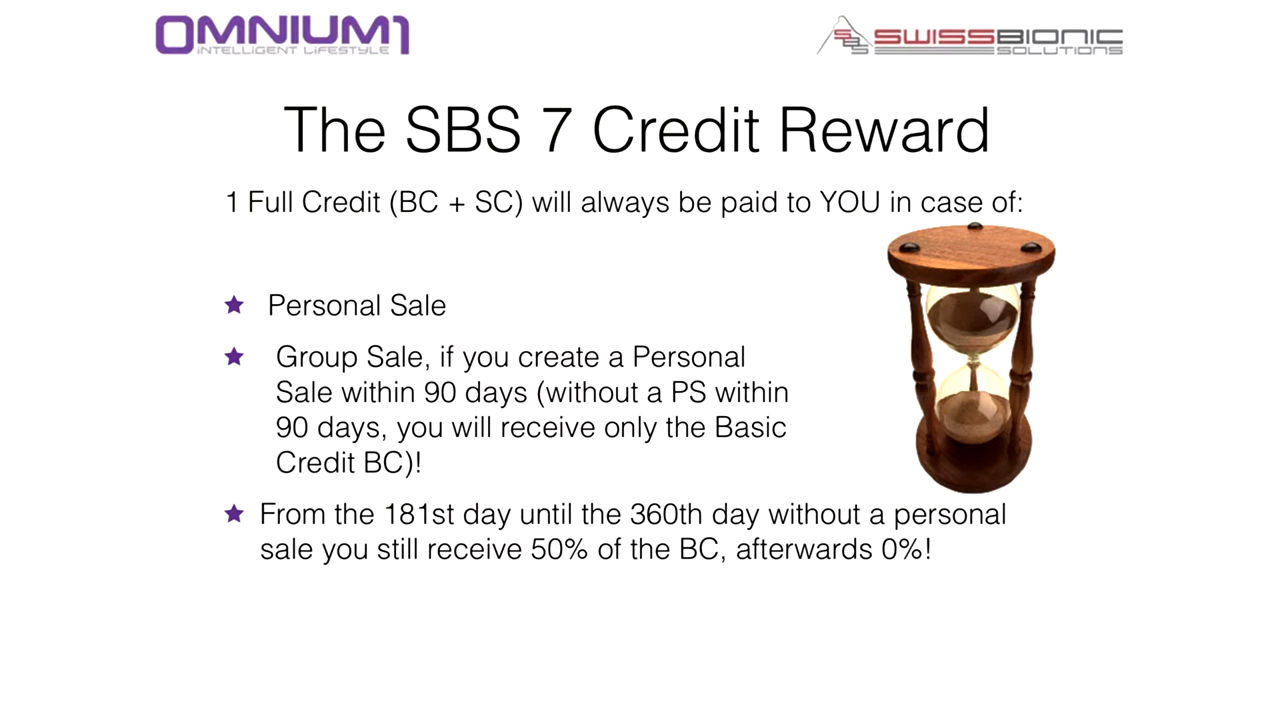 OMNIUM1
INTELLIGENT LIFESTYLE
SBS
SWISSBIONIC
SOLUTIONS
The SBS 7 Credit Reward
1 Full Credit (BC + SC) will always be paid to YOU in case of:
Personal Sale
Group Sale, if you create a Personal
Sale within 90 days (without a PS within
90 days, you will receive only the Basic
Credit BC)!
From the 181st day until the 360th day without a personal
sale you still receive 50% of the BC, afterwards 0%!